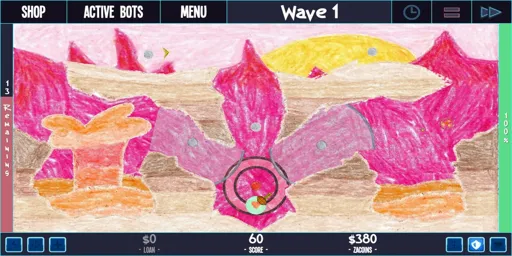 SHOP
ACTIVE BOTS
MENU
Wave 1
13
Remaining
100%
$0
- LOAN -
60
- SCORE -
$380
- ZACOINS -